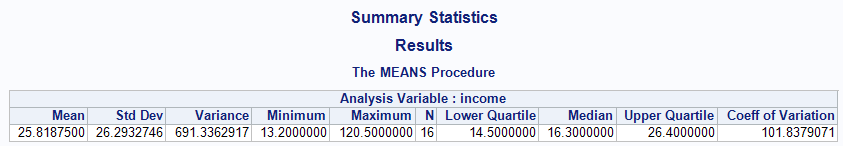 Summary Statistics
Results
The MEANS Procedure
Analysis Variable : income
Mean Std Dev Variance Minimum Maximum N Lower Quartile Median Upper Quartile Coeff of Variation
25.8187500 26.2932746 691.3362917 13.2000000 120.5000000 16 14.5000000 16.3000000 26.4000000 101.8379071